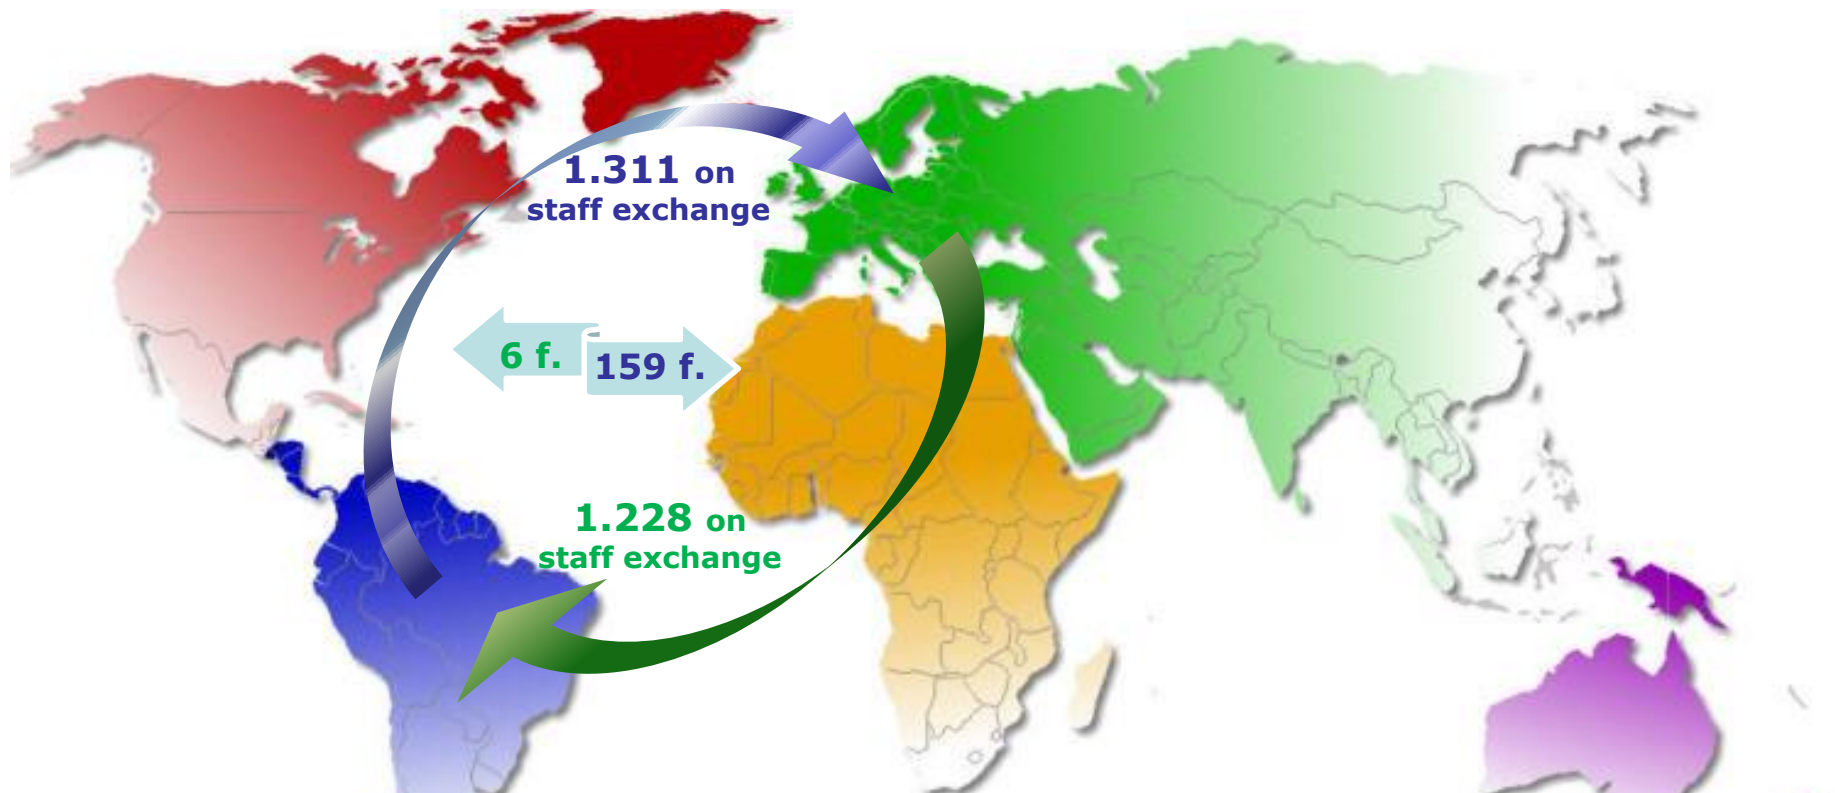 1.311 on
staff exchange
6 f.
159 f.
1.228 on
staff exchange